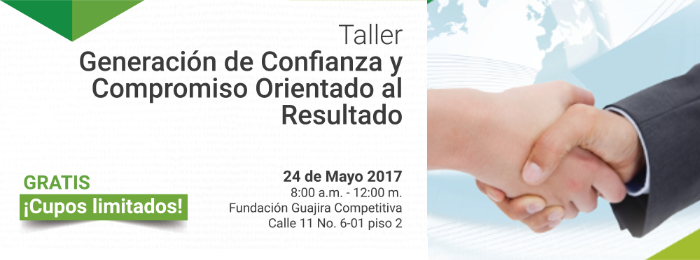 Taller
Generación de Confianza y
Compromiso Orientado al
Resultado
GRATIS
¡Cupos limitados!
24 de Mayo 2017
8:00 a.m. - 12:00 m.
Fundación Guajira Competitiva
Calle 11 No. 6-01 piso 2